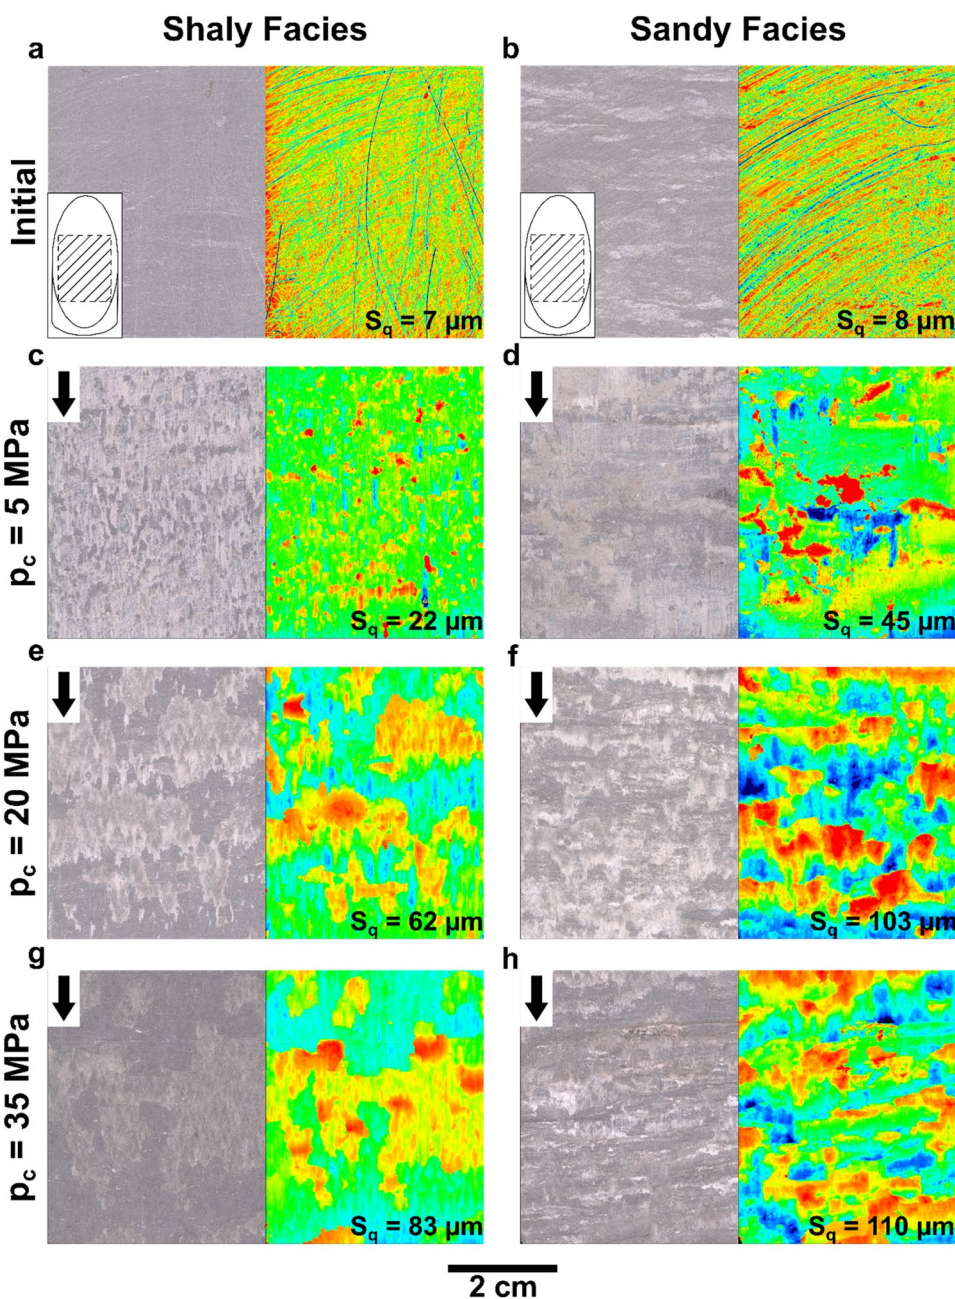 Shaly Facies
Sandy Facies
a
b
Initial
Sq = 7 µm
Sq = 8 µm
c
d
pc = 5 MPa
Sq = 22 µm
Sq = 45 µm
e
f
pc = 20 MPa
Sq = 62 µm
Sq = 103 µm
g
h
pc = 35 MPa
Sq = 83 µm
Sq = 110 µm
2 cm